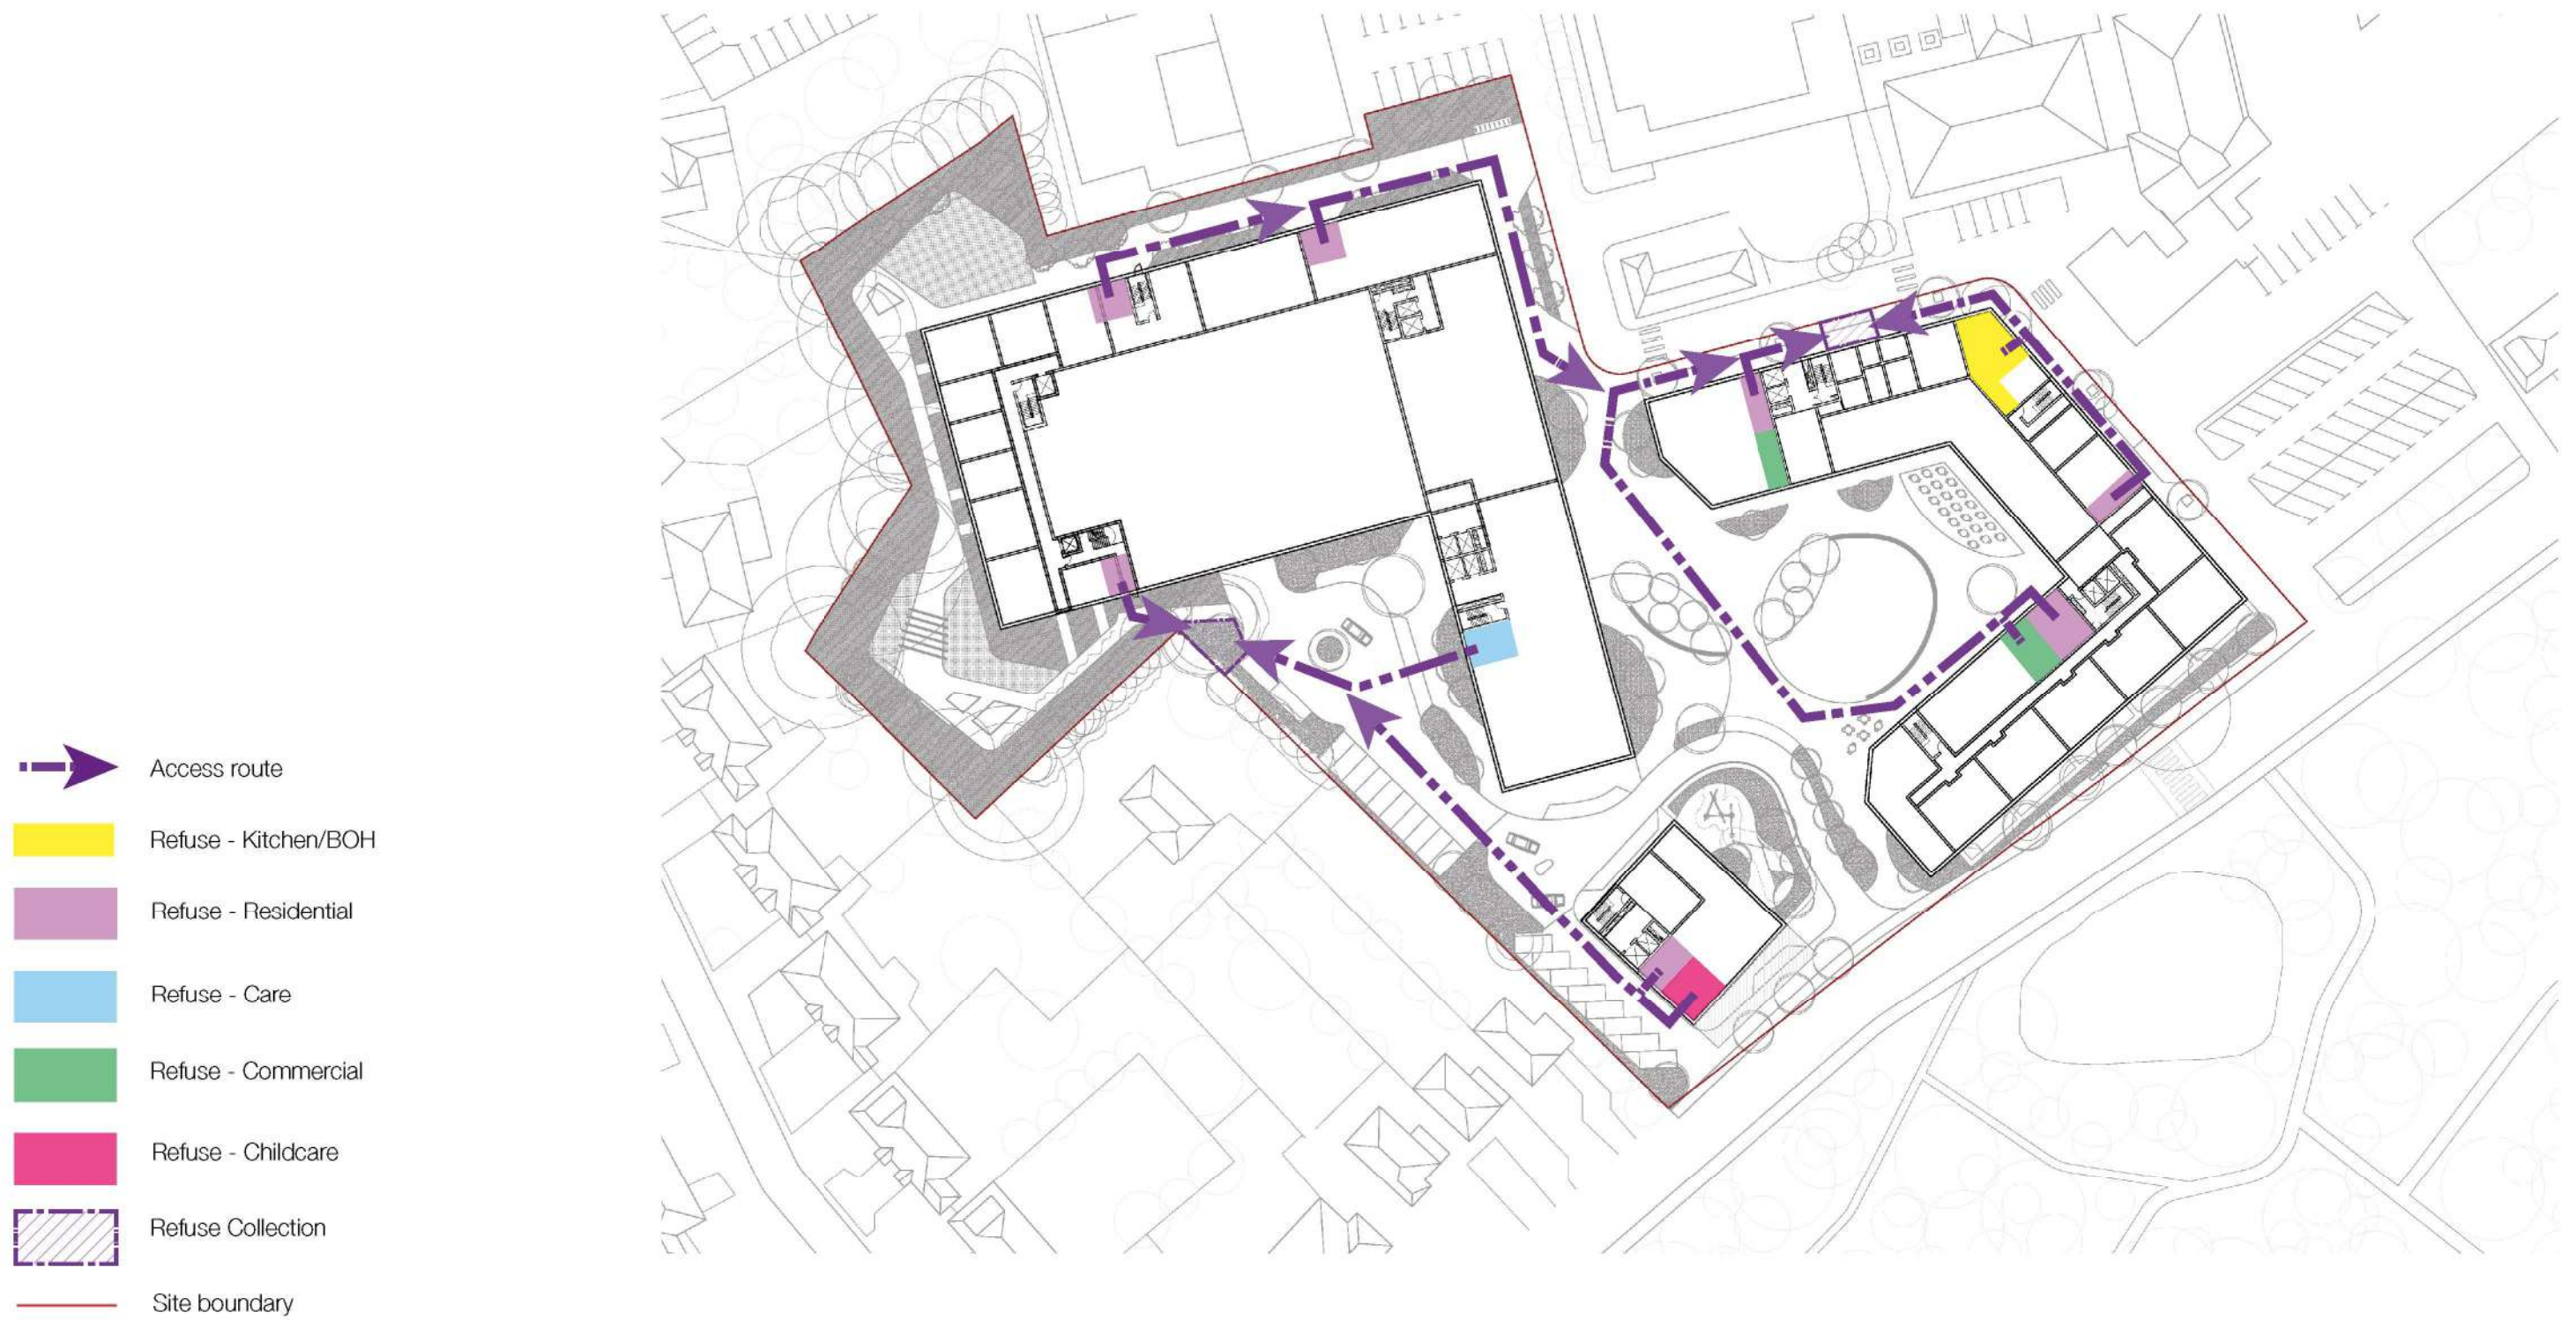 Access route
Refuse - Kitchen/BOH
Refuse - Residential
Refuse - Care
Refuse - Commercial
Refuse - Childcare
Refuse Collection
Site boundary